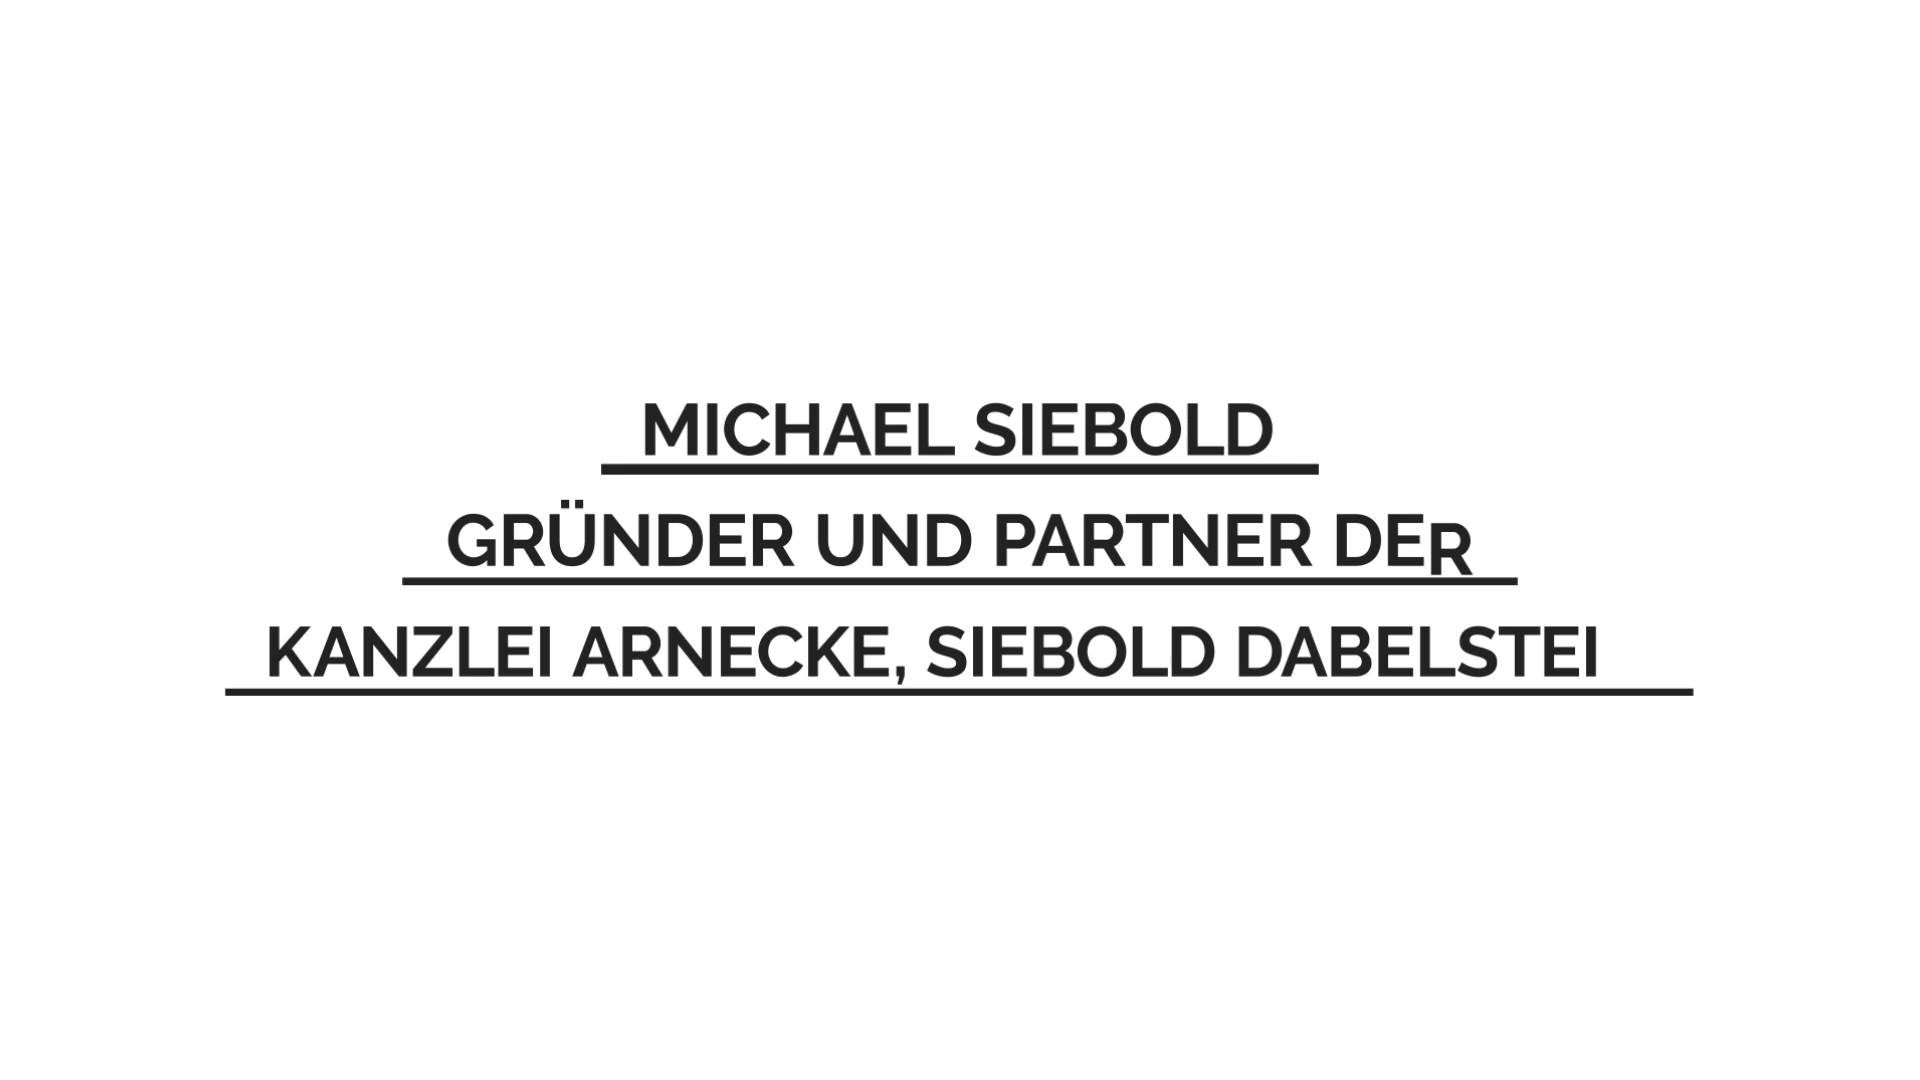 MICHAEL SIEBOLD
GRÜNDER UND PARTNER DER
KANZLEI ARNECKE, SIEBOLD DABELSTEI